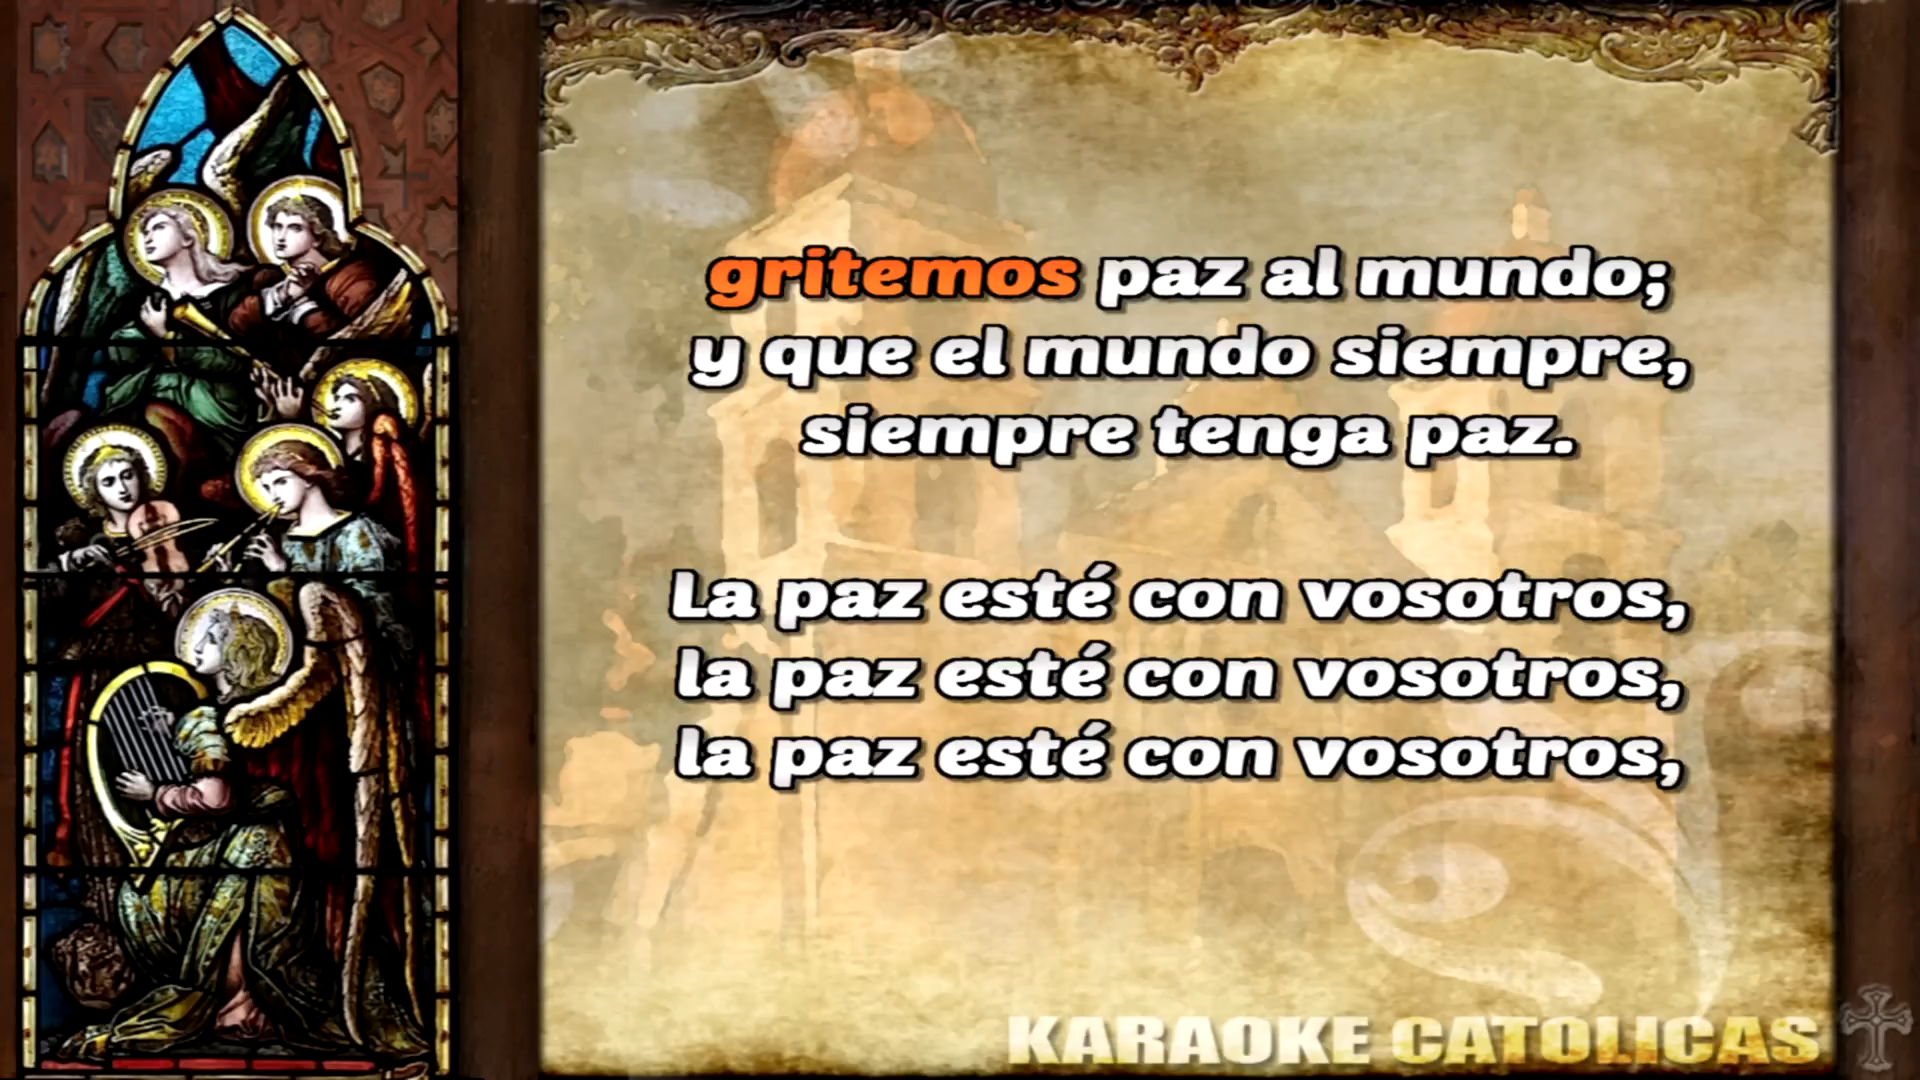 gritemos paz al mundo;
y que el mundo siempre,
siempre tenga paz.
La paz esté con vosotros,
la paz esté con vosotros,
la paz esté con vosotros,
KARAOKE CATOLICAS